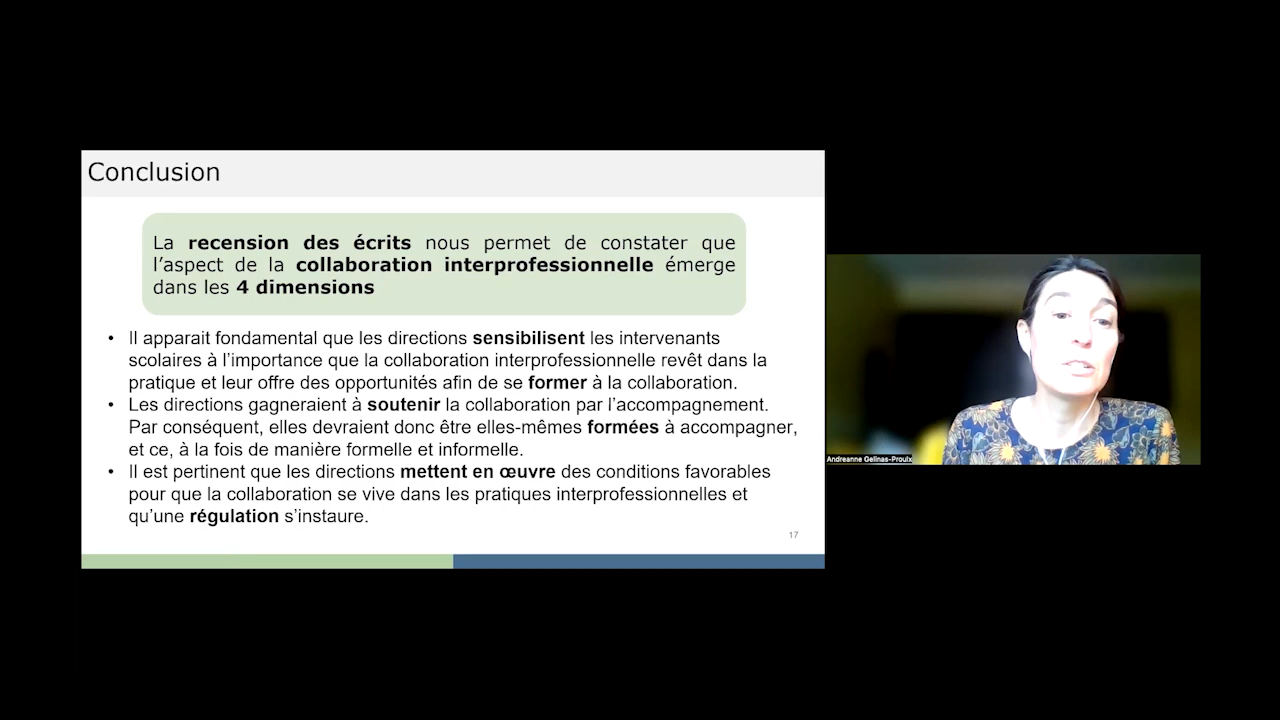 Conclusion
La recension des écrits nous permet de constater que
l’aspect de la collaboration interprofessionnelle émerge
dans les 4 dimensions
• Il apparait fondamental que les directions sensibilisent les intervenants
scolaires à l’importance que la collaboration interprofessionnelle revêt dans la
pratique et leur offre des opportunités afin de se former à la collaboration.
• Les directions gagneraient à soutenir la collaboration par l’accompagnement.
Par conséquent, elles devraient donc être elles-mêmes formées à accompagner,
et ce, à la fois de manière formelle et informelle.
• Il est pertinent que les directions mettent en œuvre des conditions favorables
pour que la collaboration se vive dans les pratiques interprofessionnelles et
qu’une régulation s’instaure.
17
Andreanne Gelinas-Proulx